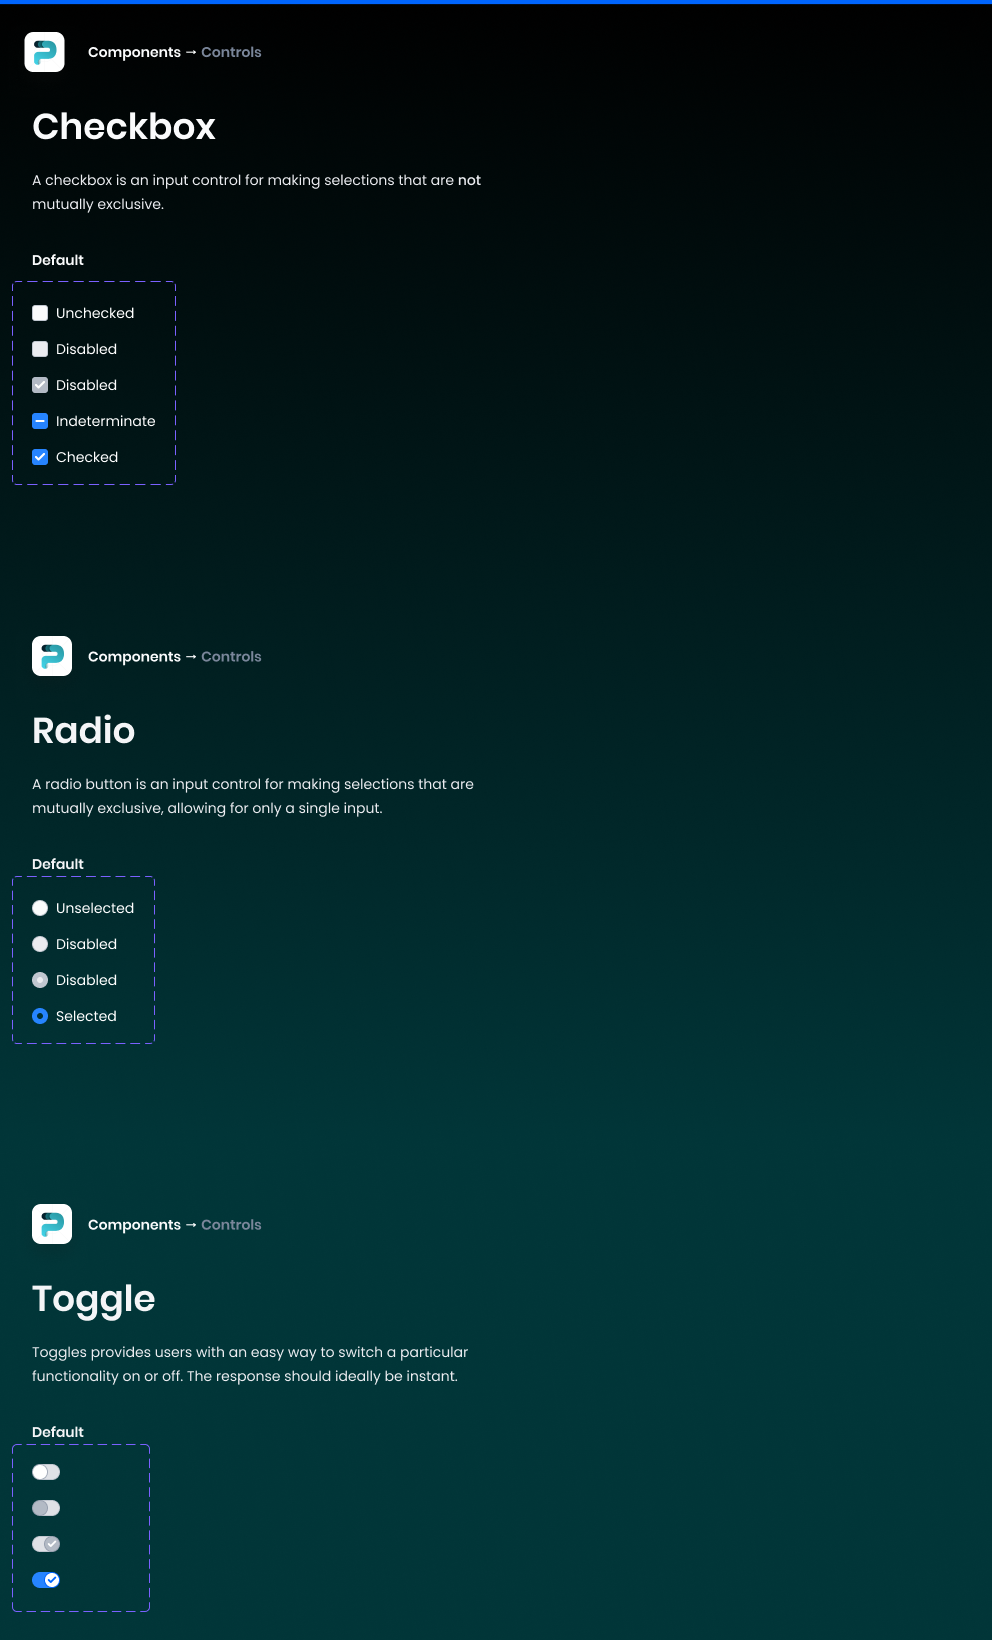 Components → Controls
Checkbox
A checkbox is an input control for making selections that are not
mutually exclusive.
Default
Unchecked
Disabled
Disabled
Indeterminate
Checked
Components → Controls
Radio
A radio button is an input control for making selections that are
mutually exclusive, allowing for only a single input.
Default
Unselected
Disabled
Disabled
Selected
Components → Controls
Toggle
Toggles provides users with an easy way to switch a particular
functionality on or off. The response should ideally be instant.
Default